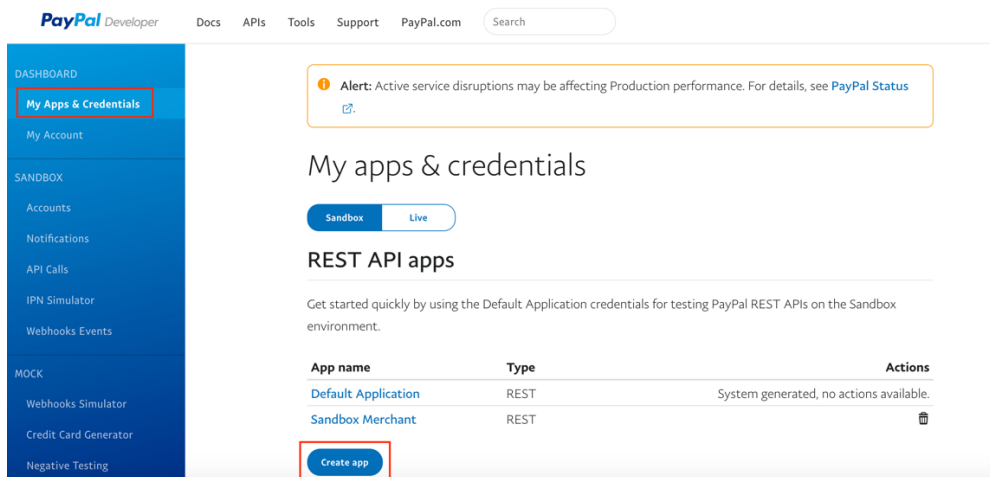 PayPal Developer
Docs
APIs
Tools
Support
PayPal.com
Search
DASHBOARD
My Apps & Credentials
My Account
SANDBOX
Accounts
Notifications
API Calls
IPN Simulator
Webhooks Events
MOCK
Webhooks Simulator
Credit Card Generator
Negative Testing
Alert: Active service disruptions may be affecting Production performance. For details, see PayPal Status
.
My apps & credentials
Sandbox
Live
REST API apps
Get started quickly by using the Default Application credentials for testing PayPal REST APIs on the Sandbox
environment.
App name Type Actions
Default Application REST System generated, no actions available.
Sandbox Merchant REST
Create app